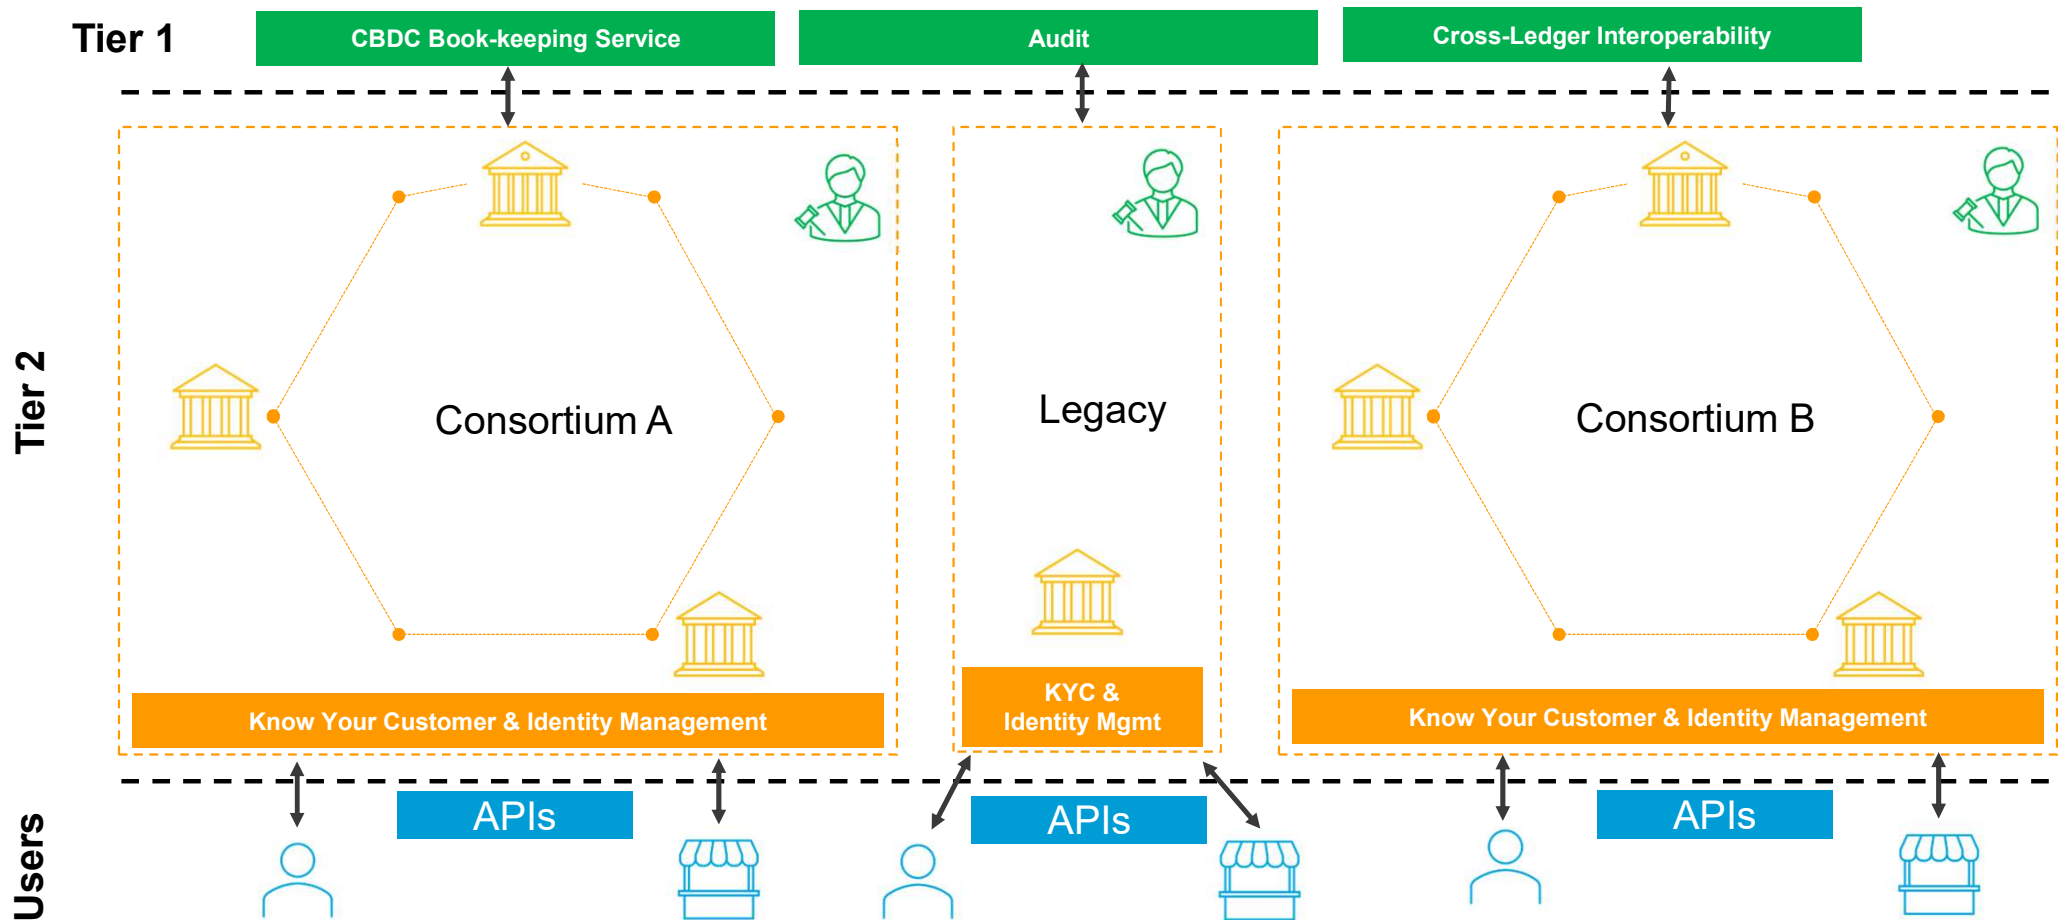 Tier 1
CBDC Book-keeping Service
Audit
Cross-Ledger Interoperability
Tier 2
Consortium A
Legacy
Consortium B
Know Your Customer & Identity Management
KYC &
Identity Mgmt
Know Your Customer & Identity Management
Users
APIs
APIs
APIs